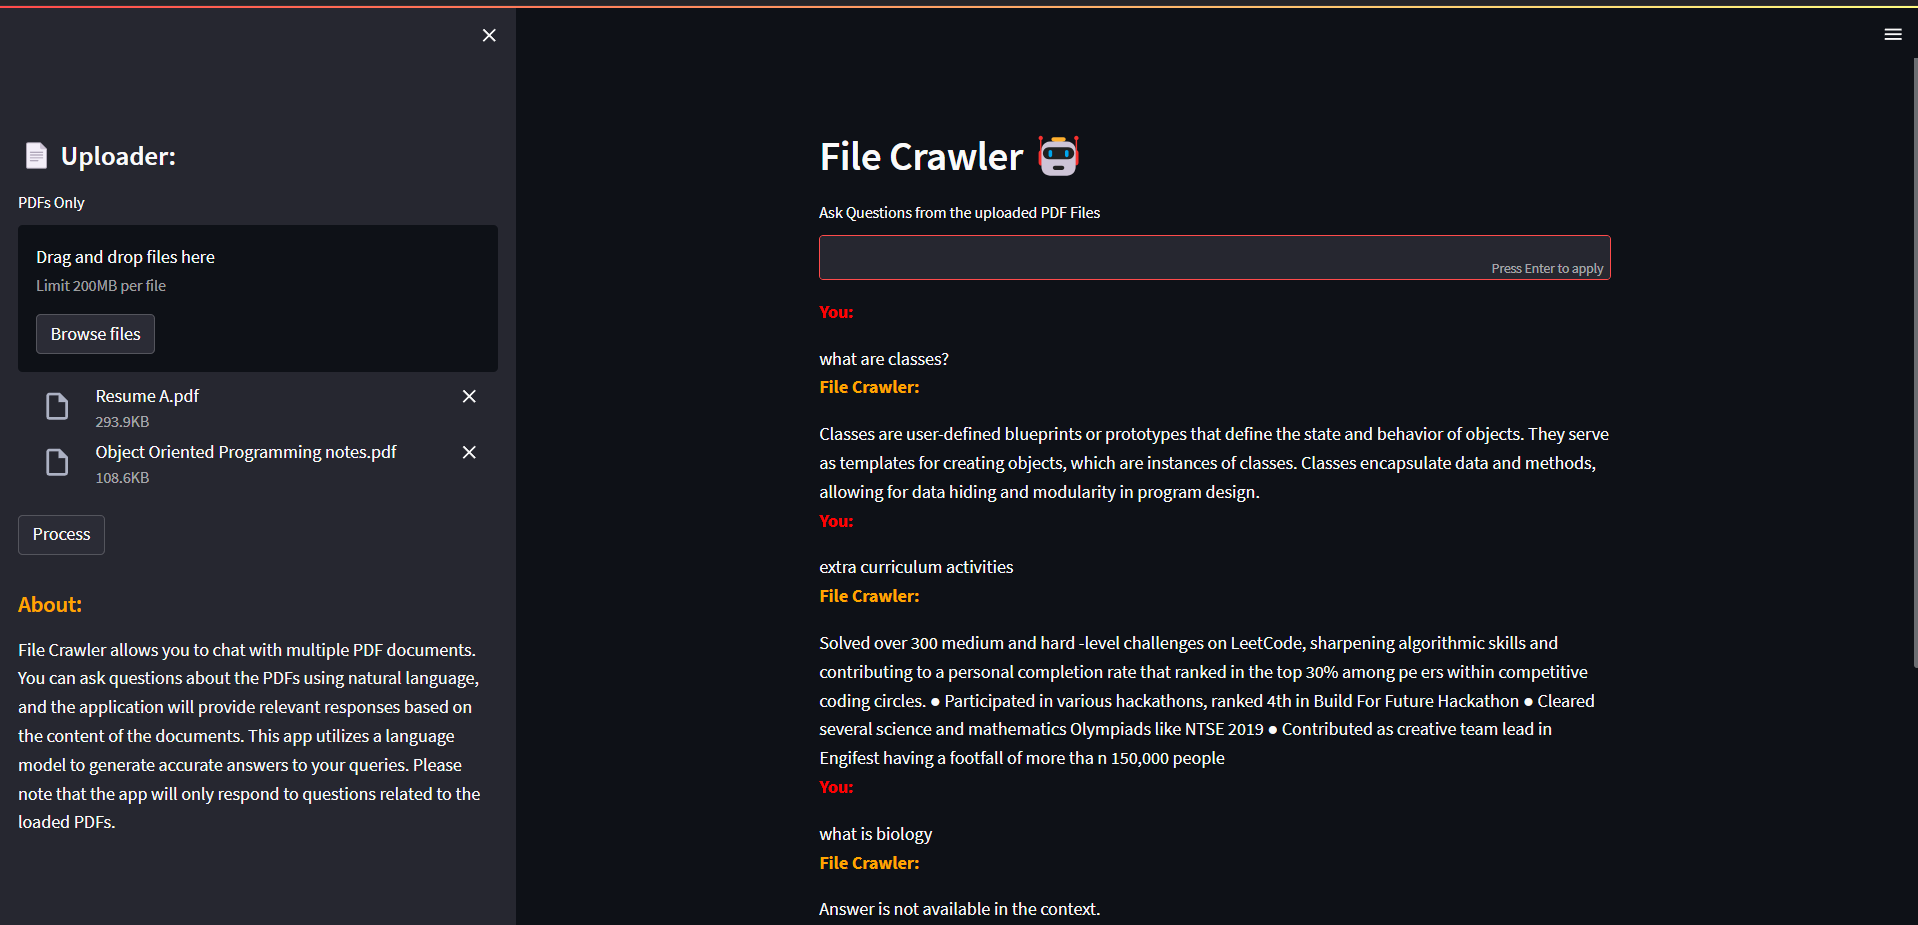 Uploader:
PDFs Only
Drag and drop files here
Limit 200MB per file
Browse files
Resume A.pdf
293.9KB
Object Oriented Programming notes.pdf
108.6KB
Process
About:
File Crawler allows you to chat with multiple PDF documents.
You can ask questions about the PDFs using natural language,
and the application will provide relevant responses based on
the content of the documents. This app utilizes a language
model to generate accurate answers to your queries. Please
note that the app will only respond to questions related to the
loaded PDFs.
File Crawler
Ask Questions from the uploaded PDF Files
Press Enter to apply
You:
what are classes?
File Crawler:
Classes are user-defined blueprints or prototypes that define the state and behavior of objects. They serve
as templates for creating objects, which are instances of classes. Classes encapsulate data and methods,
allowing for data hiding and modularity in program design.
You:
extra curriculum activities
File Crawler:
Solved over 300 medium and hard -level challenges on LeetCode, sharpening algorithmic skills and
contributing to a personal completion rate that ranked in the top 30% among pe ers within competitive
coding circles. ● Participated in various hackathons, ranked 4th in Build For Future Hackathon ● Cleared
several science and mathematics Olympiads like NTSE 2019 ● Contributed as creative team lead in
Engifest having a footfall of more tha n 150,000 people
You:
what is biology
File Crawler:
Answer is not available in the context.